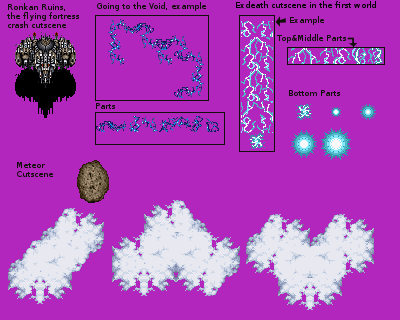 Ronkan Ruins,
the flying fortress
crash cutscene
Going to the Void, example
Parts
Exdeath cutscene in the first world
Example
Top&Middle Parts
Bottom Parts
Meteor
Cutscene